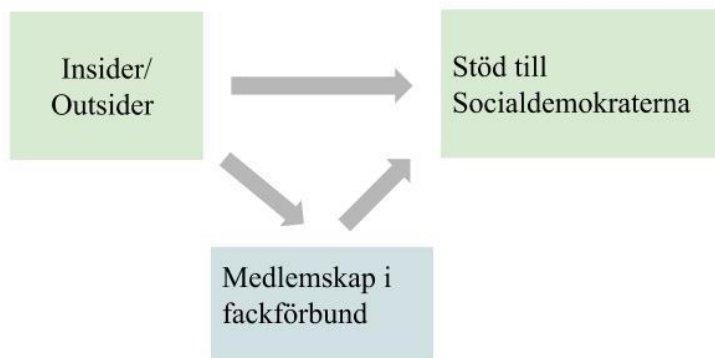 Insider/
Outsider
Stöd till
Socialdemokraterna
Medlemskap i
fackförbund